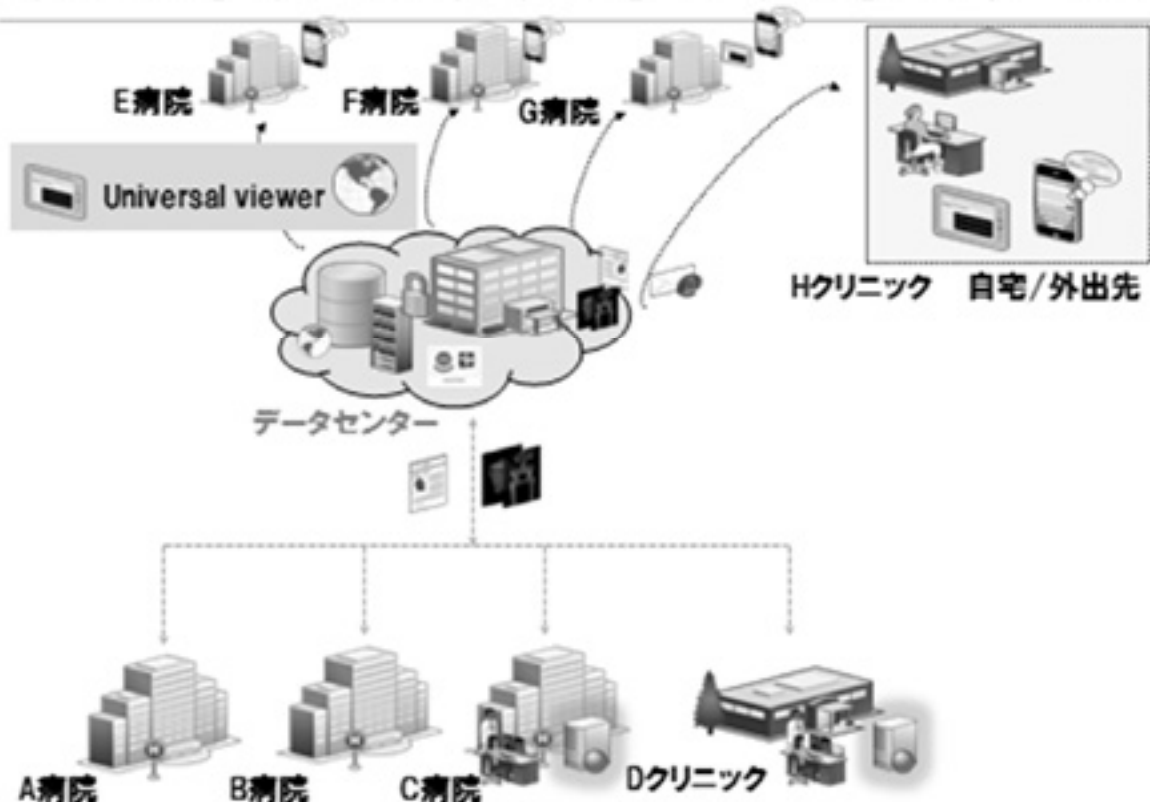 E病院
F病院
G病院
Universal viewer
Hクリニック 自宅/外出先
データセンター
A病院
B病院
C病院
Dクリニック